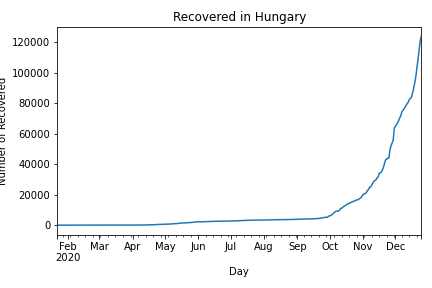 Recovered in Hungary
Number of Recovered
120000
100000
80000
60000
40000
20000
0
Feb Mar Apr May Jun Jul Aug Sep Oct Nov Dec
2020
Day